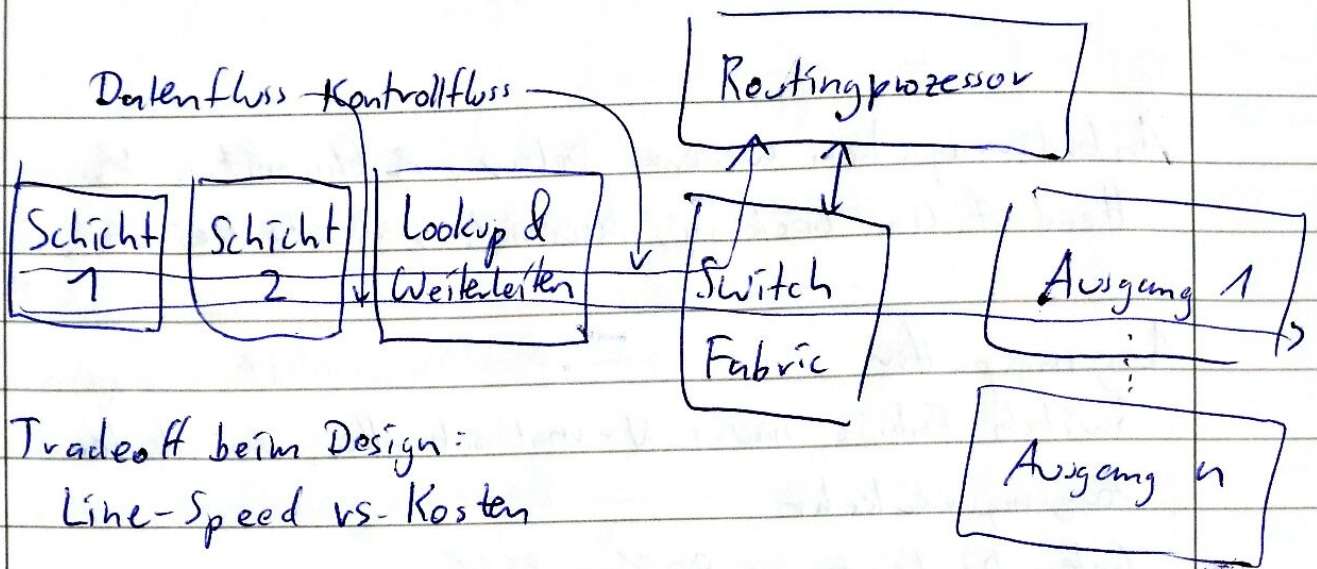 Routingprozessor
Datenfluss Kontrollfluss
Schicht
1
Schicht
2
Lookup &
Weiterleiten
Switch
Fabric
Ausgang 1
Ausgang n
Tradeoff beim Design:
Line-Speed vs. Kosten